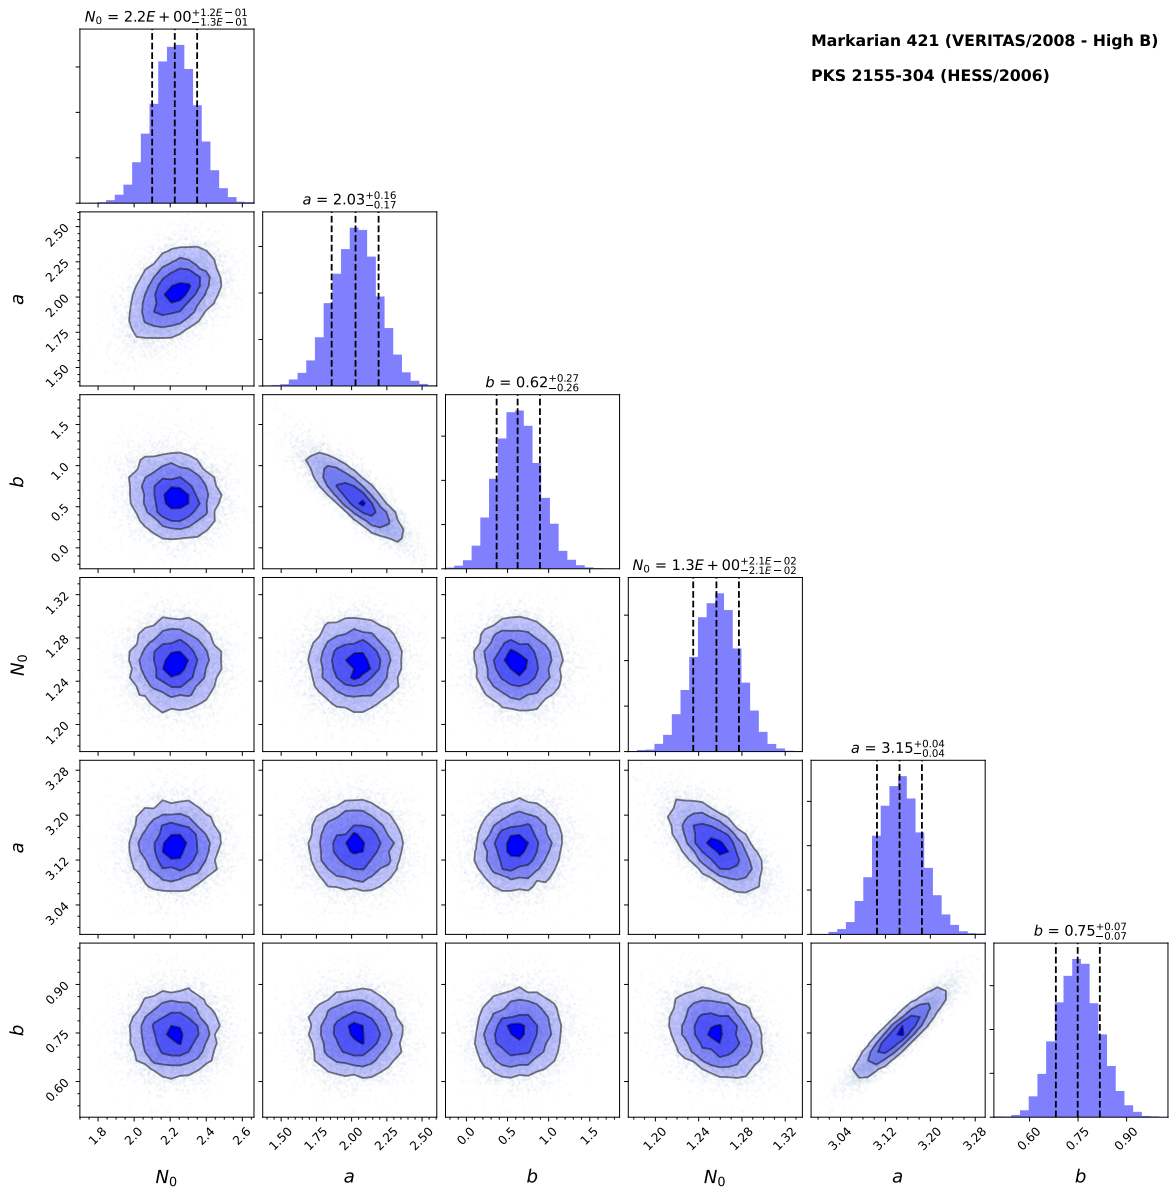 N₀ = 2.2E + 00 +1.2E−01 −1.3E−01
Markarian 421 (VERITAS/2008 - High B)
PKS 2155-304 (HESS/2006)
a = 2.03 +0.16 −0.17
2.50
2.25
2.00
1.75
1.50
a
b = 0.62 +0.27 −0.26
1.5
1.0
0.5
0.0
b
N₀ = 1.3E + 00 +2.1E−02 −2.1E−02
1.32
1.28
1.24
1.20
N₀
a = 3.15 +0.04 −0.04
3.28
3.20
3.12
3.04
a
b = 0.75 +0.07 −0.07
0.90
0.75
0.60
b
1.8 2.0 2.2 2.4 2.6
1.50 1.75 2.00 2.25 2.50
0.0 0.5 1.0 1.5
1.20 1.24 1.28 1.32
3.04 3.12 3.20 3.28
0.60 0.75 0.90
N₀ a b N₀ a b